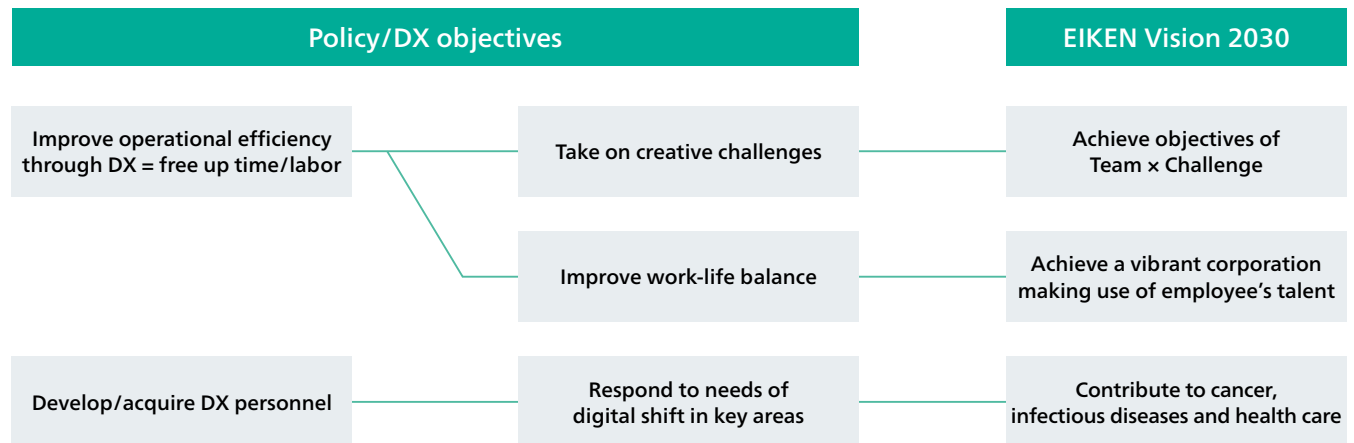 Policy/DX objectives
EIKEN Vision 2030
Improve operational efficiency
through DX = free up time/labor
Take on creative challenges
Achieve objectives of
Team × Challenge
Improve work-life balance
Achieve a vibrant corporation
making use of employee’s talent
Develop/acquire DX personnel
Respond to needs of
digital shift in key areas
Contribute to cancer,
infectious diseases and health care